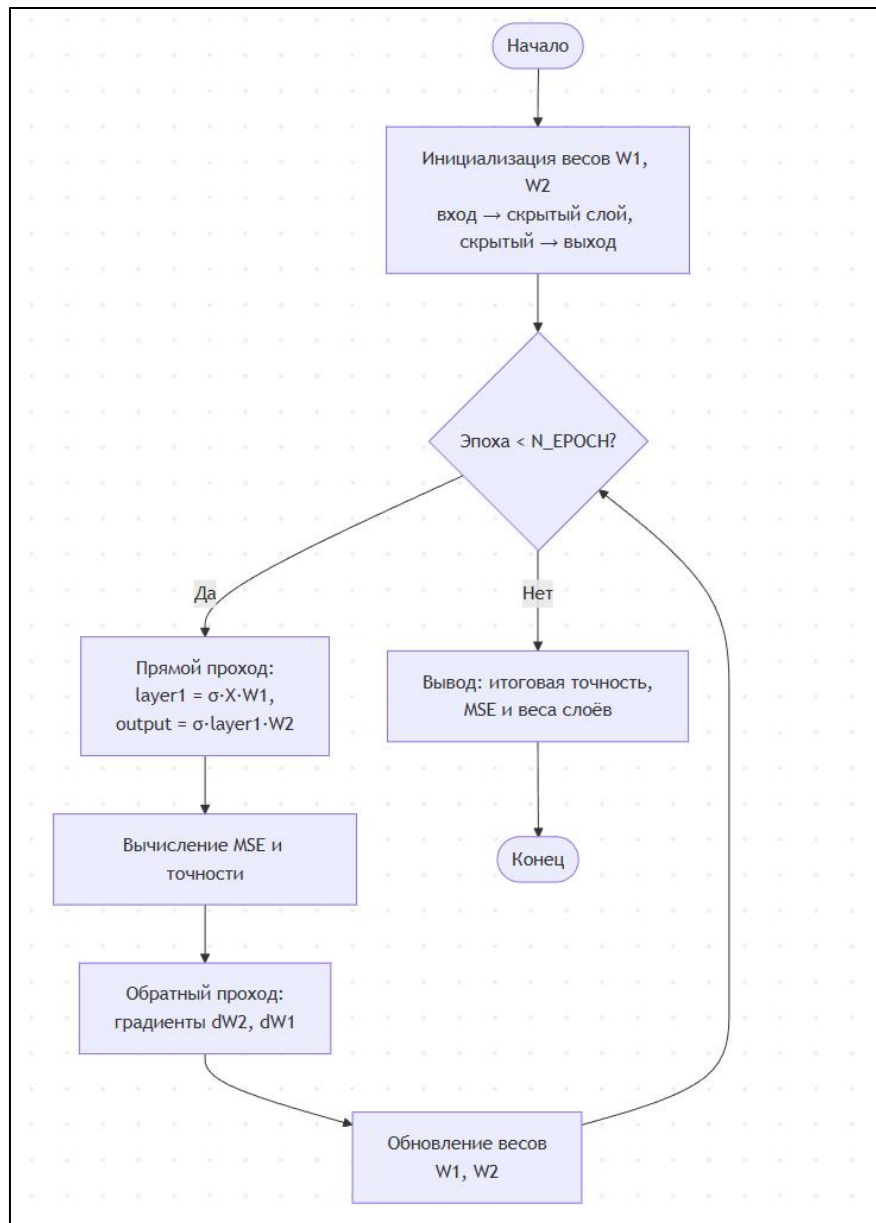 Начало
Инициализация весов W1,
W2
вход → скрытый слой,
скрытый → выход
Эпоха < N_EPOCH?
Да
Нет
Прямой проход:
layer1 = σ·X·W1,
output = σ·layer1·W2
Вывод: итоговая точность,
MSE и веса слоёв
Вычисление MSE и
точности
Конец
Обратный проход:
градиенты dW2, dW1
Обновление весов
W1, W2